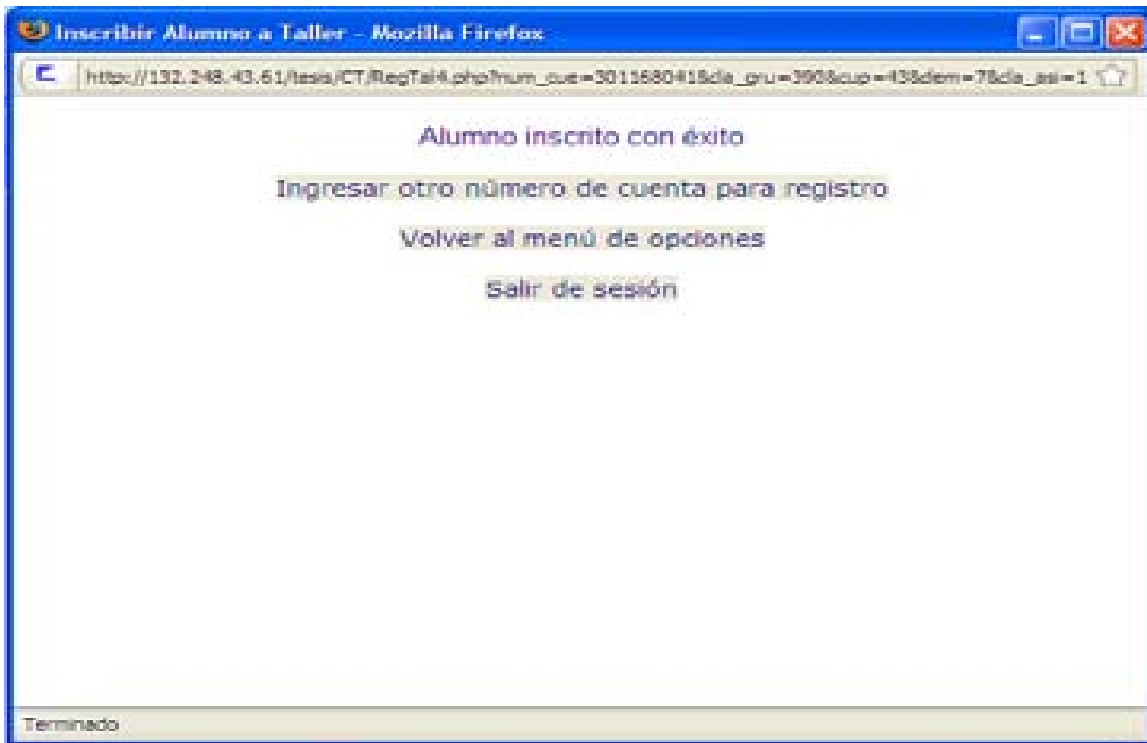 Inscribir Alumno a Taller - Mozilla Firefox
http://132.248.43.61/tesis/CT/RegTal4.php?num_cue=301168041&cla_gru=390&cup=43&dem=7&cla_asi=1
Alumno inscrito con éxito
Ingresar otro número de cuenta para registro
Volver al menú de opciones
Salir de sesión
Terminado